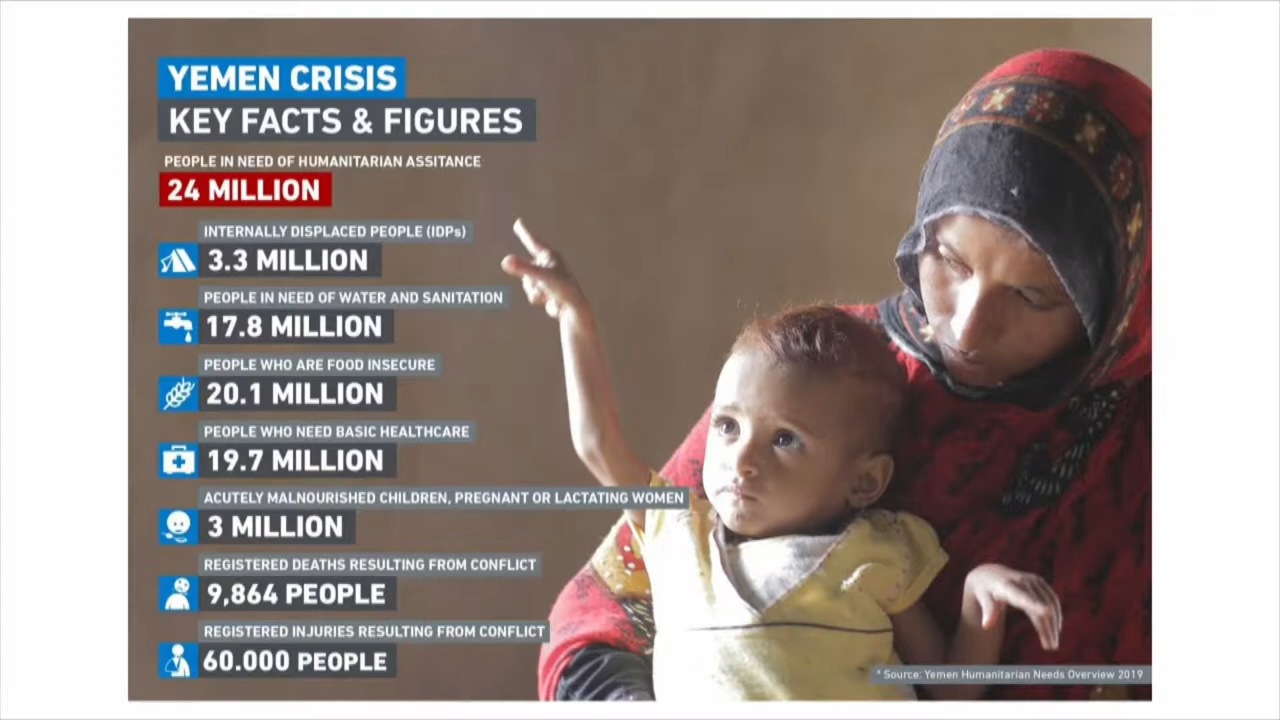 YEMEN CRISIS
KEY FACTS & FIGURES
PEOPLE IN NEED OF HUMANITARIAN ASSITANCE
24 MILLION
INTERNALLY DISPLACED PEOPLE (IDPs)
3.3 MILLION
PEOPLE IN NEED OF WATER AND SANITATION
17.8 MILLION
PEOPLE WHO ARE FOOD INSECURE
20.1 MILLION
PEOPLE WHO NEED BASIC HEALTHCARE
19.7 MILLION
ACUTELY MALNOURISHED CHILDREN, PREGNANT OR LACTATING WOMEN
3 MILLION
REGISTERED DEATHS RESULTING FROM CONFLICT
9,864 PEOPLE
REGISTERED INJURIES RESULTING FROM CONFLICT
60.000 PEOPLE
* Source: Yemen Humanitarian Needs Overview 2019